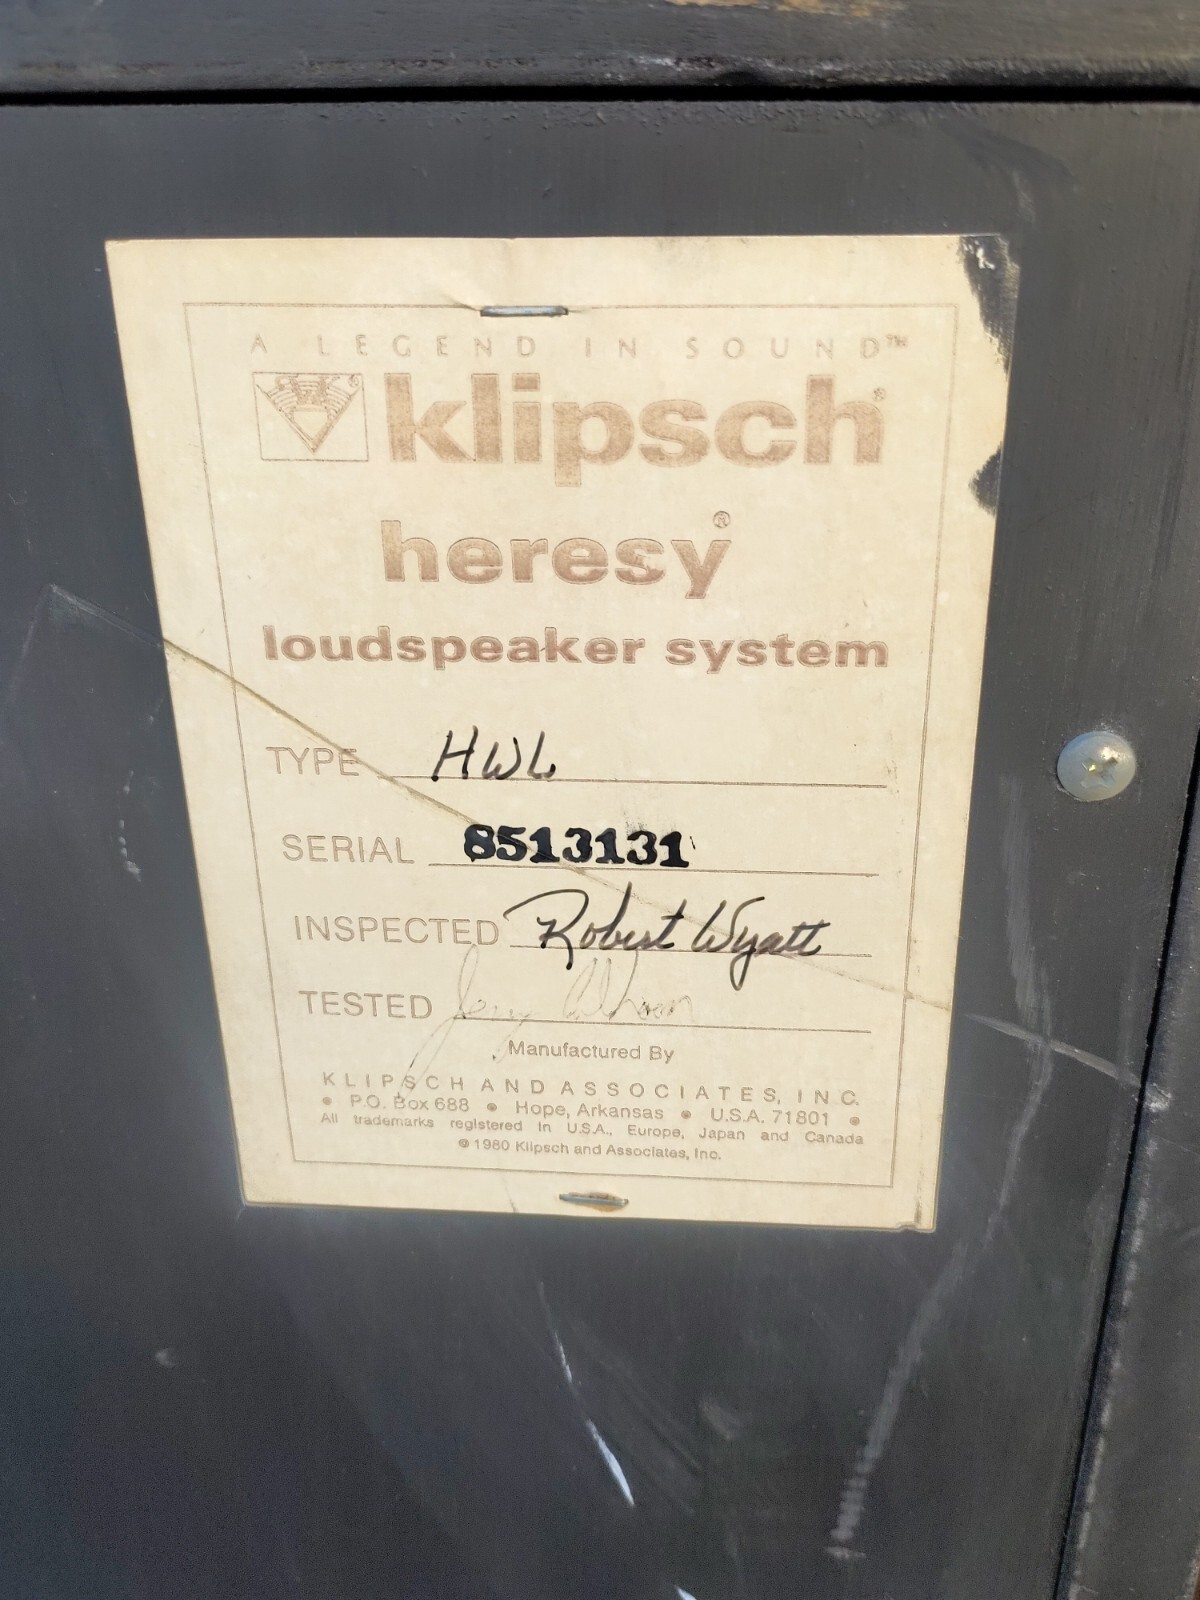 A LEGEND IN SOUND™
klipsch®
heresy®
loudspeaker system
TYPE HWL
SERIAL 8513131
INSPECTED Robert Wyatt
TESTED Jerry
Manufactured By
KLIPSCH AND ASSOCIATES, INC.
• P.O. Box 688 • Hope, Arkansas • U.S.A. 71801 •
All trademarks registered in U.S.A., Europe, Japan and Canada
© 1980 Klipsch and Associates, Inc.